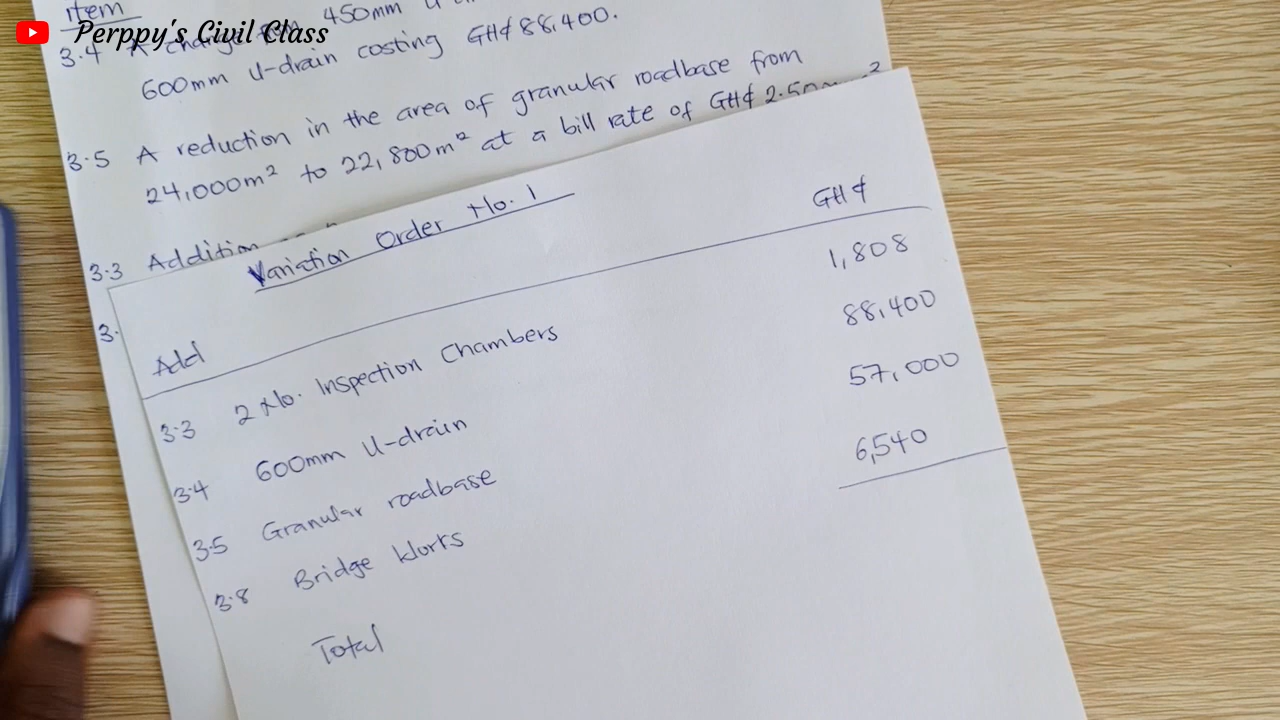 Perppy's Civil Class
item
3.4 A change 450mm
600mm U-drain costing GH¢ 88,400.
3.5 A reduction in the area of granular roadbase from
24,000m² to 22,800m² at a bill rate of GH¢ 2.50
3.3 Addition
3.
Variation Order No. 1
GH¢
Add
3.3 2 No. Inspection Chambers 1,808
3.4 600mm U-drain 88,400
3.5 Granular roadbase 57,000
3.8 Bridge Works 6,540
Total